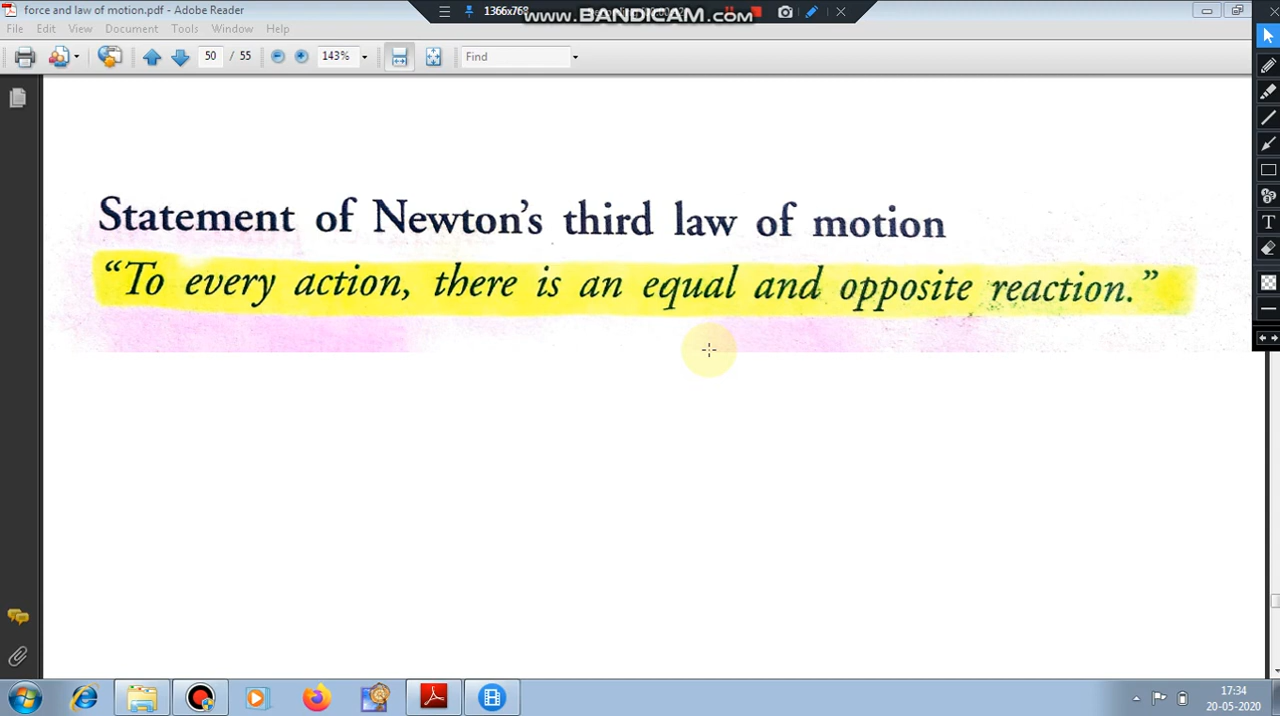 force and law of motion.pdf - Adobe Reader
1366x768
www.BANDICAM.com
File Edit View Document Tools Window Help
50 / 55 143% Find
Statement of Newton's third law of motion
“To every action, there is an equal and opposite reaction.”
17:34
20-05-2020